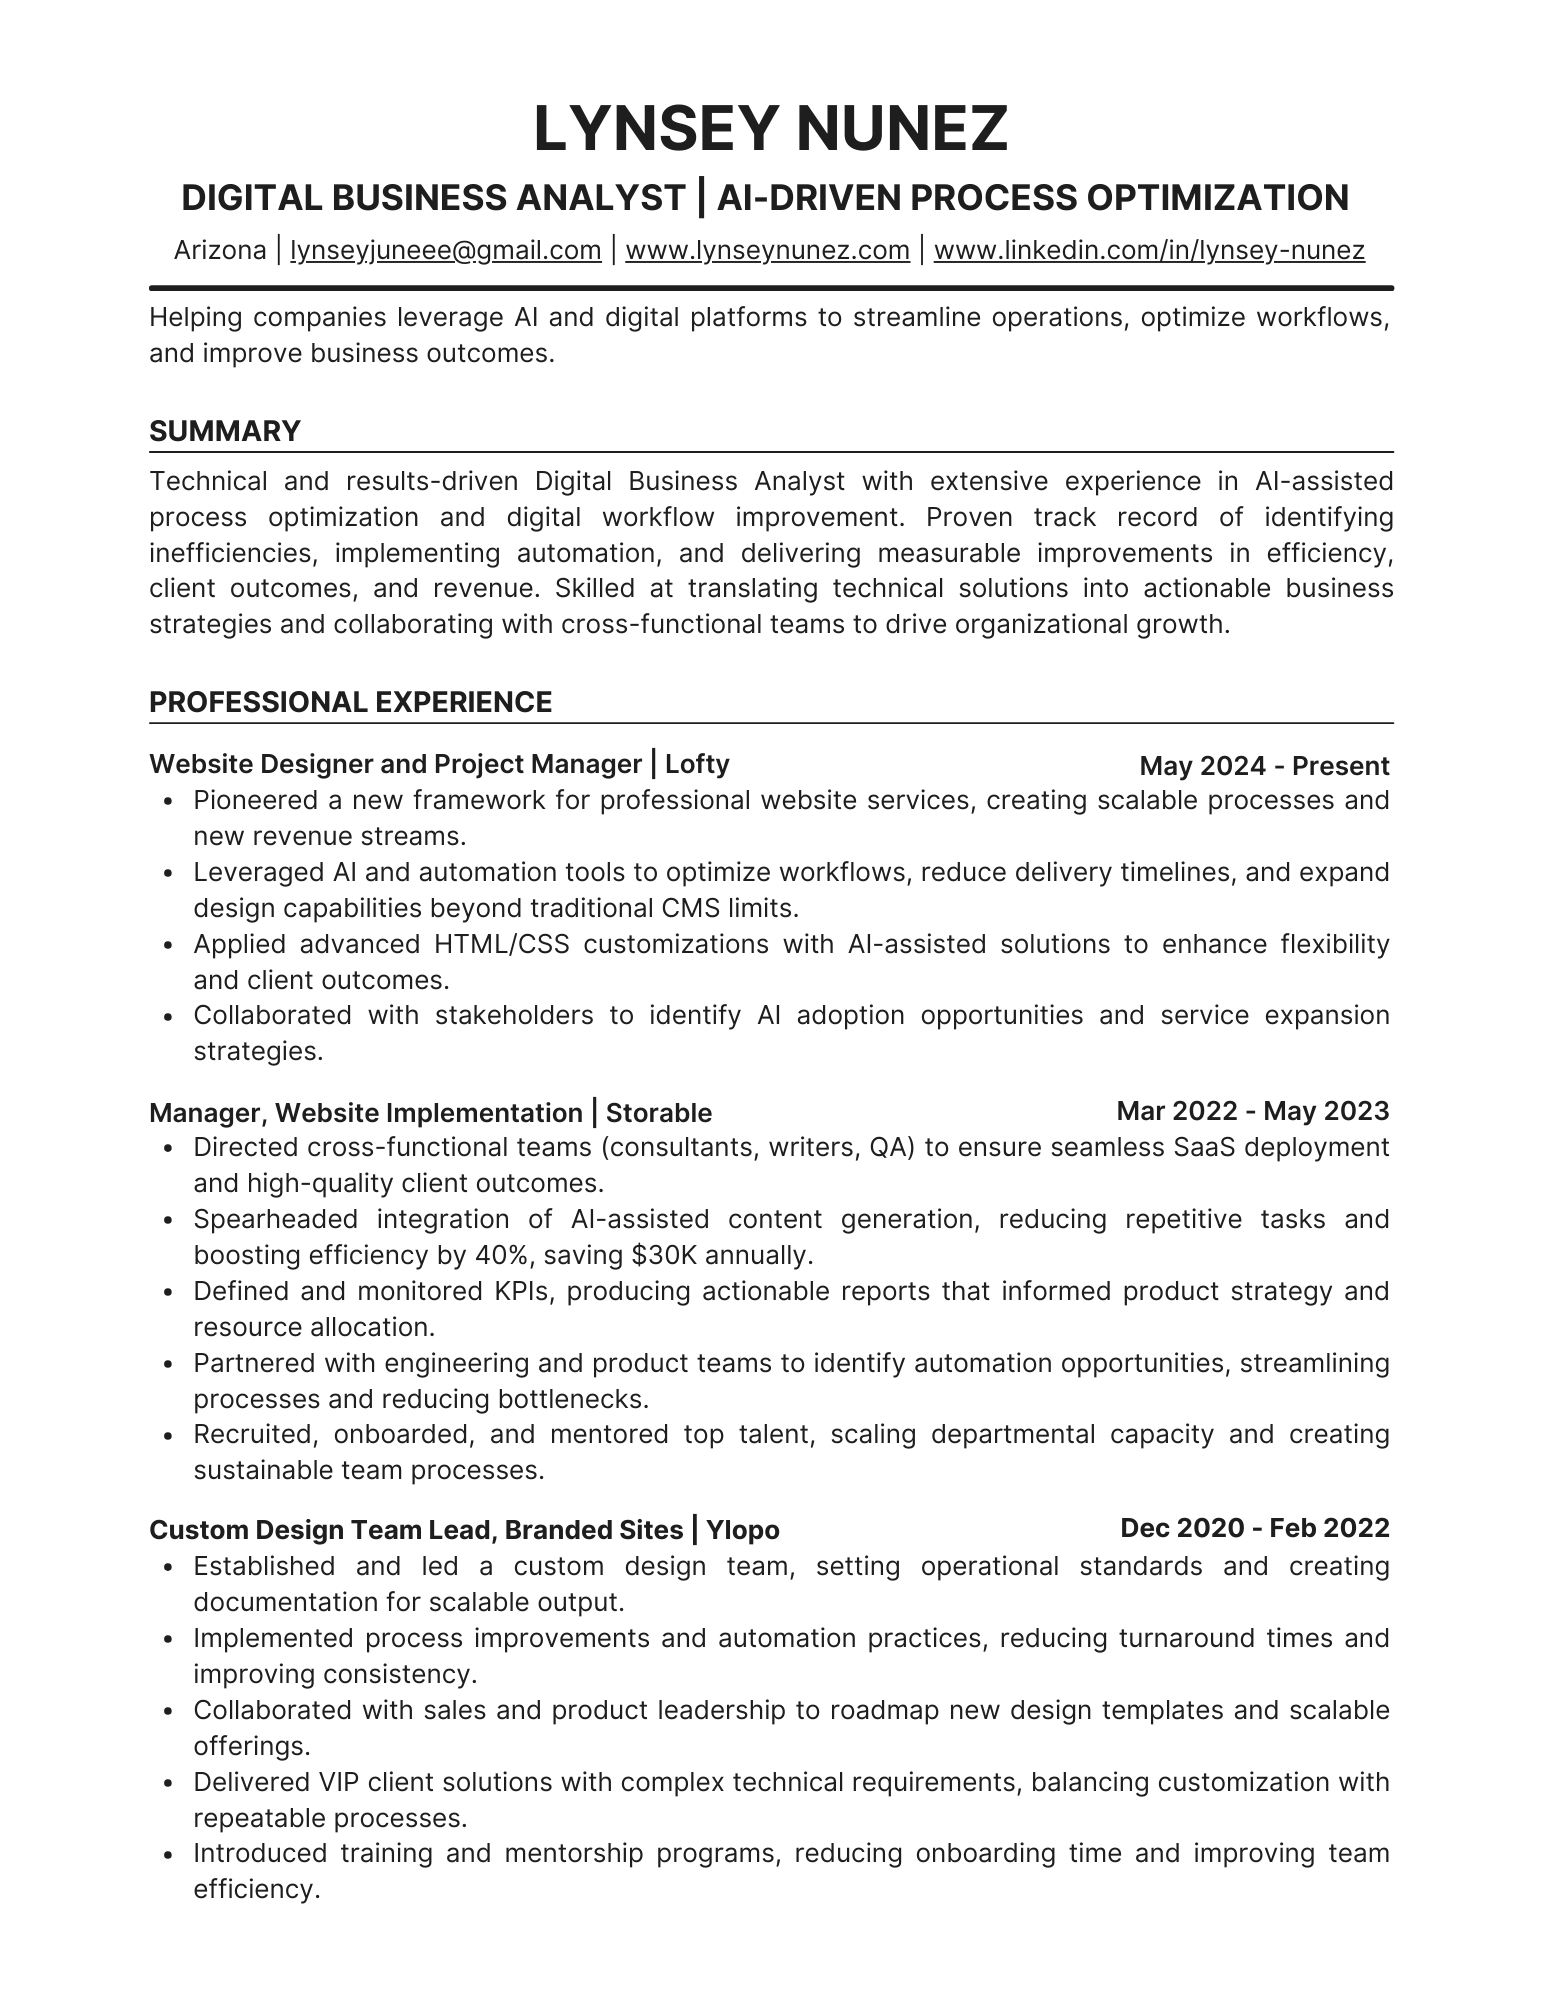 LYNSEY NUNEZ
DIGITAL BUSINESS ANALYST | AI-DRIVEN PROCESS OPTIMIZATION
Arizona | lynseyjuneee@gmail.com | www.lynseynunez.com | www.linkedin.com/in/lynsey-nunez
Helping companies leverage AI and digital platforms to streamline operations, optimize workflows,
and improve business outcomes.
SUMMARY
Technical and results-driven Digital Business Analyst with extensive experience in AI-assisted
process optimization and digital workflow improvement. Proven track record of identifying
inefficiencies, implementing automation, and delivering measurable improvements in efficiency,
client outcomes, and revenue. Skilled at translating technical solutions into actionable business
strategies and collaborating with cross-functional teams to drive organizational growth.
PROFESSIONAL EXPERIENCE
Website Designer and Project Manager | Lofty May 2024 - Present
• Pioneered a new framework for professional website services, creating scalable processes and
new revenue streams.
• Leveraged AI and automation tools to optimize workflows, reduce delivery timelines, and expand
design capabilities beyond traditional CMS limits.
• Applied advanced HTML/CSS customizations with AI-assisted solutions to enhance flexibility
and client outcomes.
• Collaborated with stakeholders to identify AI adoption opportunities and service expansion
strategies.
Manager, Website Implementation | Storable Mar 2022 - May 2023
• Directed cross-functional teams (consultants, writers, QA) to ensure seamless SaaS deployment
and high-quality client outcomes.
• Spearheaded integration of AI-assisted content generation, reducing repetitive tasks and
boosting efficiency by 40%, saving $30K annually.
• Defined and monitored KPIs, producing actionable reports that informed product strategy and
resource allocation.
• Partnered with engineering and product teams to identify automation opportunities, streamlining
processes and reducing bottlenecks.
• Recruited, onboarded, and mentored top talent, scaling departmental capacity and creating
sustainable team processes.
Custom Design Team Lead, Branded Sites | Ylopo Dec 2020 - Feb 2022
• Established and led a custom design team, setting operational standards and creating
documentation for scalable output.
• Implemented process improvements and automation practices, reducing turnaround times and
improving consistency.
• Collaborated with sales and product leadership to roadmap new design templates and scalable
offerings.
• Delivered VIP client solutions with complex technical requirements, balancing customization with
repeatable processes.
• Introduced training and mentorship programs, reducing onboarding time and improving team
efficiency.